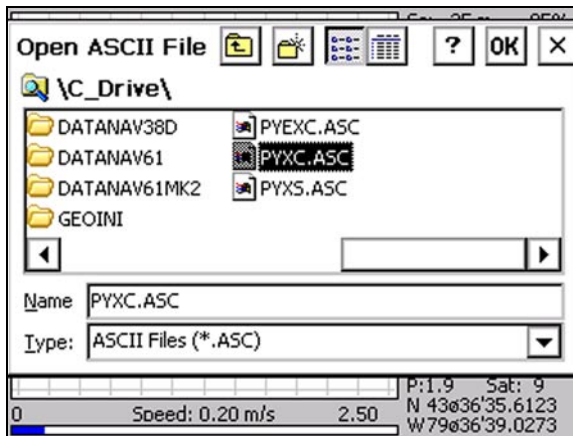 Open ASCII File ? OK ×
\C_Drive\
DATANAV38D PYEXC.ASC
DATANAV61 PYXC.ASC
DATANAV61MK2 PYXS.ASC
GEOINI
Name PYXC.ASC
Type: ASCII Files (*.ASC)
P:1.9 Sat: 9
0 Speed: 0.20 m/s 2.50 N 43ø36'35.6123
W79ø36'39.0273